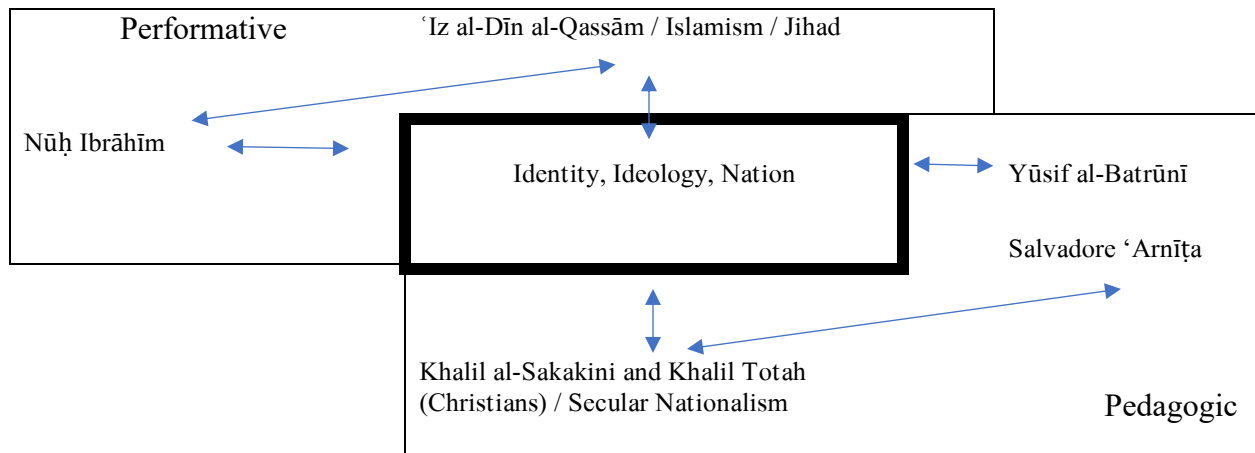 Performative
ʿIz al-Dīn al-Qassām / Islamism / Jihad
Nūḥ Ibrāhīm
Identity, Ideology, Nation
Yūsif al-Batrūnī
Salvadore ʿArnīṭa
Khalil al-Sakakini and Khalil Totah
(Christians) / Secular Nationalism
Pedagogic